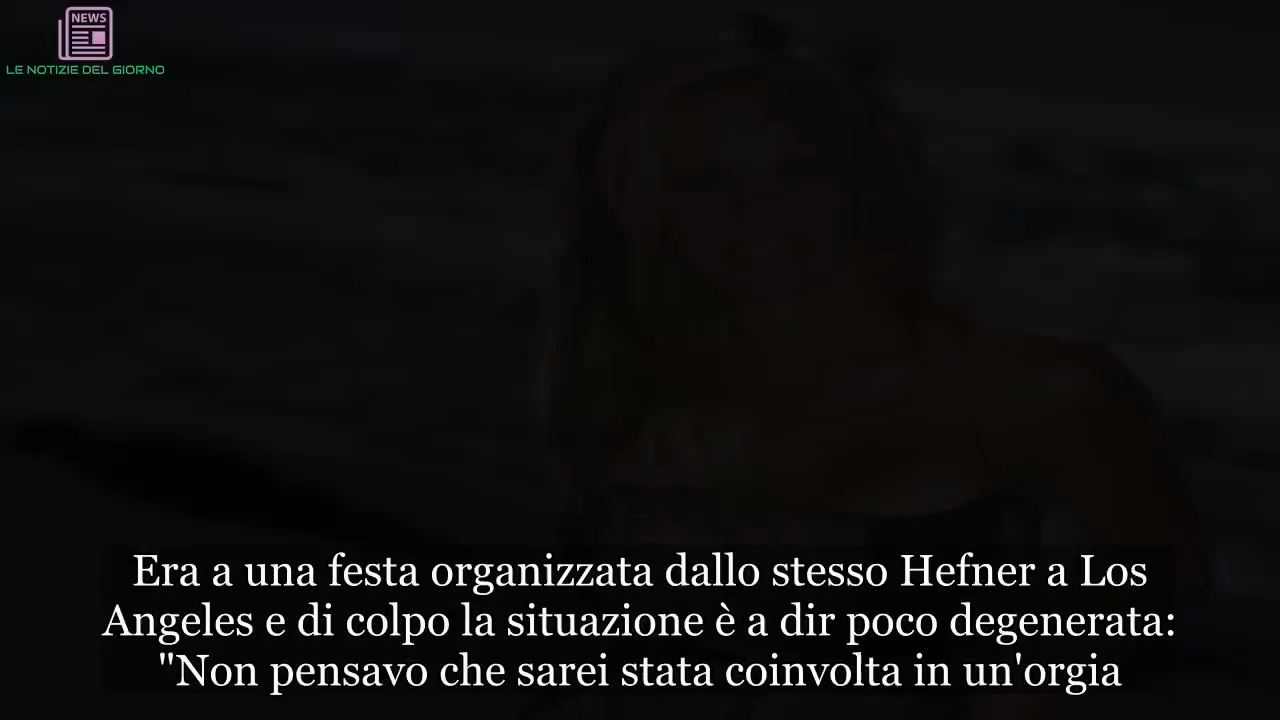 NEWS
LE NOTIZIE DEL GIORNO
Era a una festa organizzata dallo stesso Hefner a Los
Angeles e di colpo la situazione è a dir poco degenerata:
"Non pensavo che sarei stata coinvolta in un'orgia